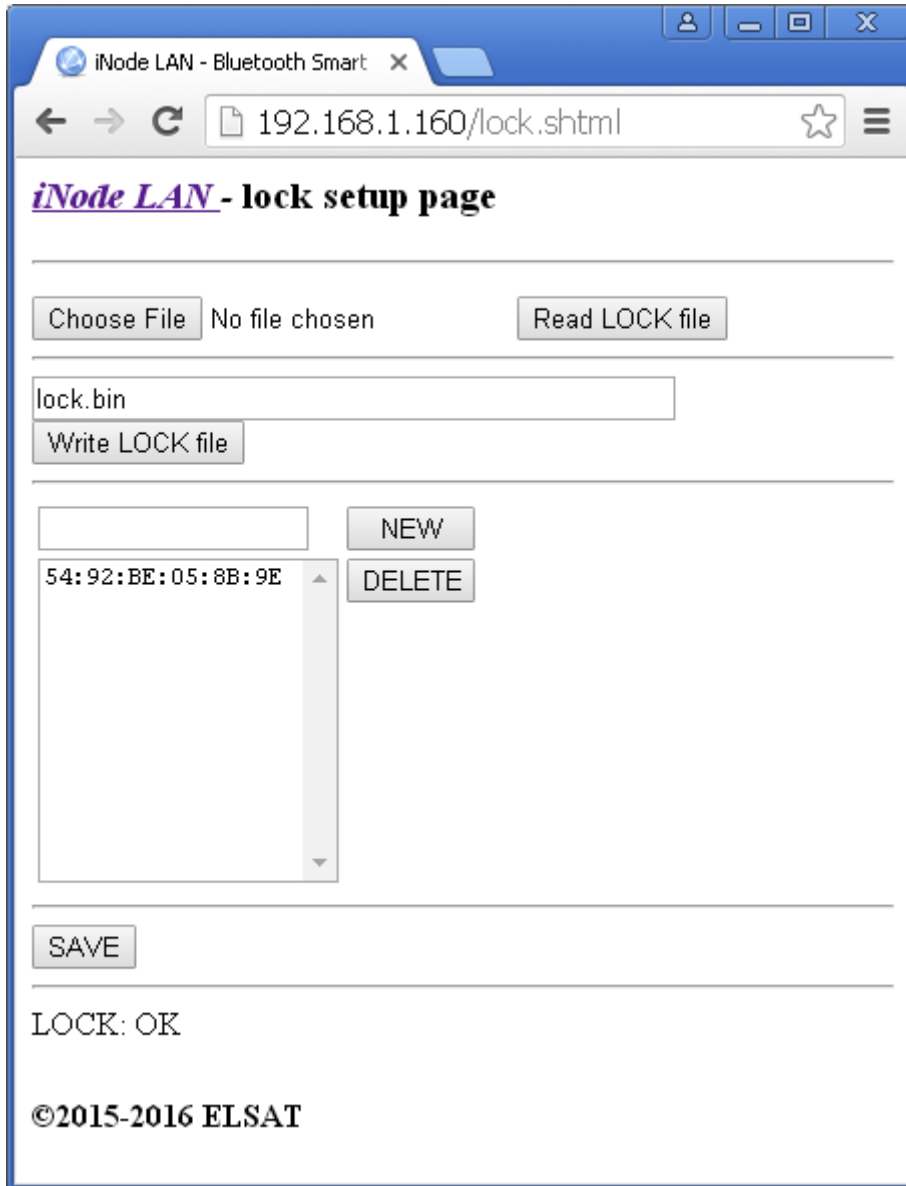 iNode LAN - Bluetooth Smart
192.168.1.160/lock.shtml
iNode LAN - lock setup page
Choose File No file chosen Read LOCK file
lock.bin
Write LOCK file
NEW
54:92:BE:05:8B:9E DELETE
SAVE
LOCK: OK
©2015-2016 ELSAT